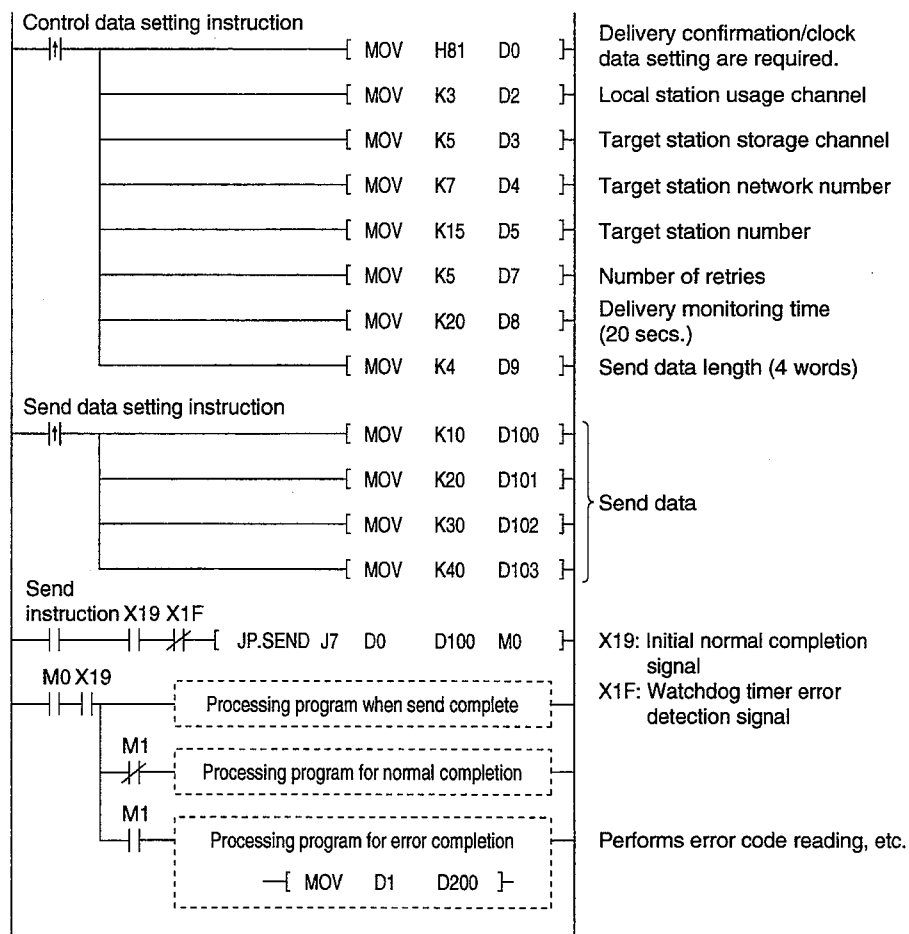 Control data setting instruction
MOV H81 D0 Delivery confirmation/clock
data setting are required.
MOV K3 D2 Local station usage channel
MOV K5 D3 Target station storage channel
MOV K7 D4 Target station network number
MOV K15 D5 Target station number
MOV K5 D7 Number of retries
MOV K20 D8 Delivery monitoring time
(20 secs.)
MOV K4 D9 Send data length (4 words)
Send data setting instruction
MOV K10 D100
MOV K20 D101
Send data
MOV K30 D102
MOV K40 D103
Send
instruction X19 X1F
JP.SEND J7 D0 D100 M0 X19: Initial normal completion
signal
X1F: Watchdog timer error
detection signal
M0 X19
Processing program when send complete
M1
Processing program for normal completion
M1
Processing program for error completion Performs error code reading, etc.
MOV D1 D200